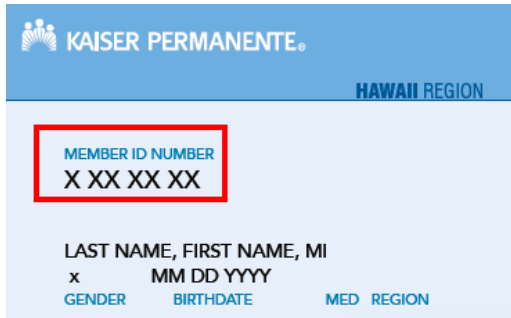 KAISER PERMANENTE®
HAWAII REGION
MEMBER ID NUMBER
X XX XX XX
LAST NAME, FIRST NAME, MI
x MM DD YYYY
GENDER BIRTHDATE MED REGION